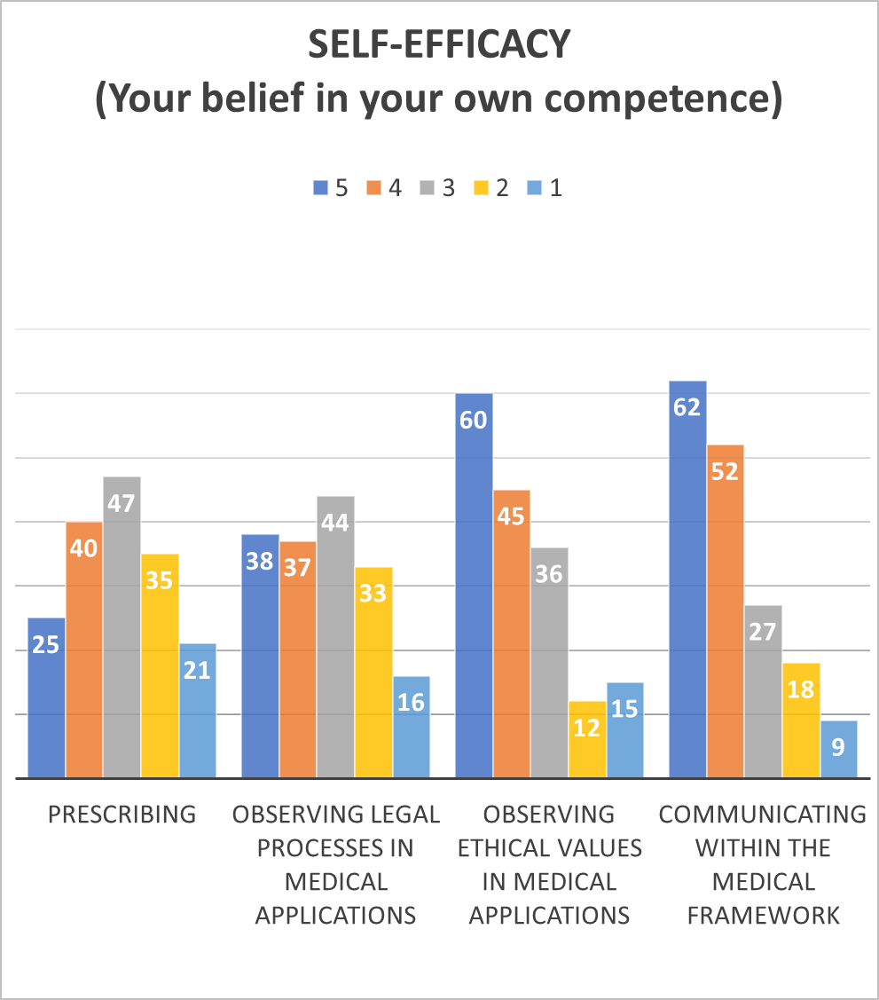 SELF-EFFICACY
(Your belief in your own competence)
5 4 3 2 1
25 40 47 35 21
38 37 44 33 16
60 45 36 12 15
62 52 27 18 9
PRESCRIBING
OBSERVING LEGAL
PROCESSES IN
MEDICAL
APPLICATIONS
OBSERVING
ETHICAL VALUES
IN MEDICAL
APPLICATIONS
COMMUNICATING
WITHIN THE
MEDICAL
FRAMEWORK